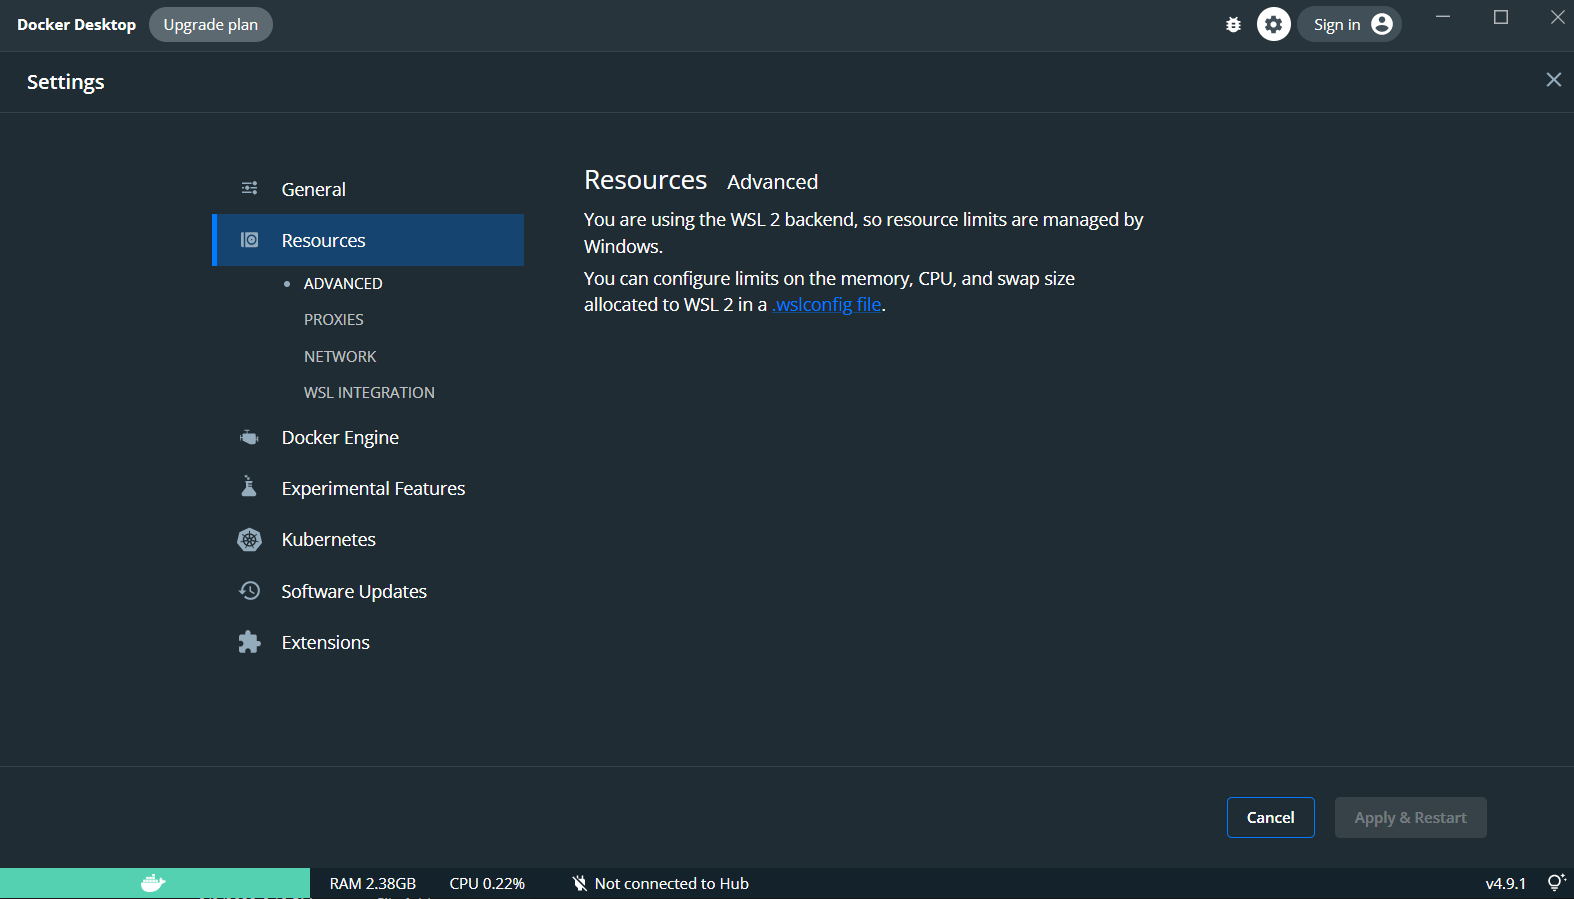 Docker Desktop Upgrade plan Sign in
Settings
General
Resources
ADVANCED
PROXIES
NETWORK
WSL INTEGRATION
Docker Engine
Experimental Features
Kubernetes
Software Updates
Extensions
Resources Advanced
You are using the WSL 2 backend, so resource limits are managed by
Windows.
You can configure limits on the memory, CPU, and swap size
allocated to WSL 2 in a .wslconfig file.
Cancel Apply & Restart
RAM 2.38GB CPU 0.22% Not connected to Hub v4.9.1